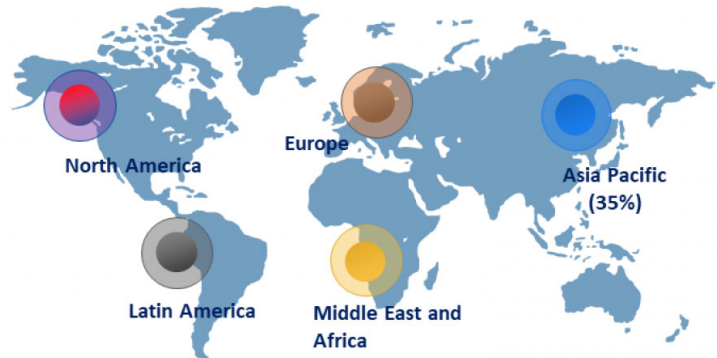 North America
Europe
Asia Pacific
(35%)
Latin America
Middle East and
Africa